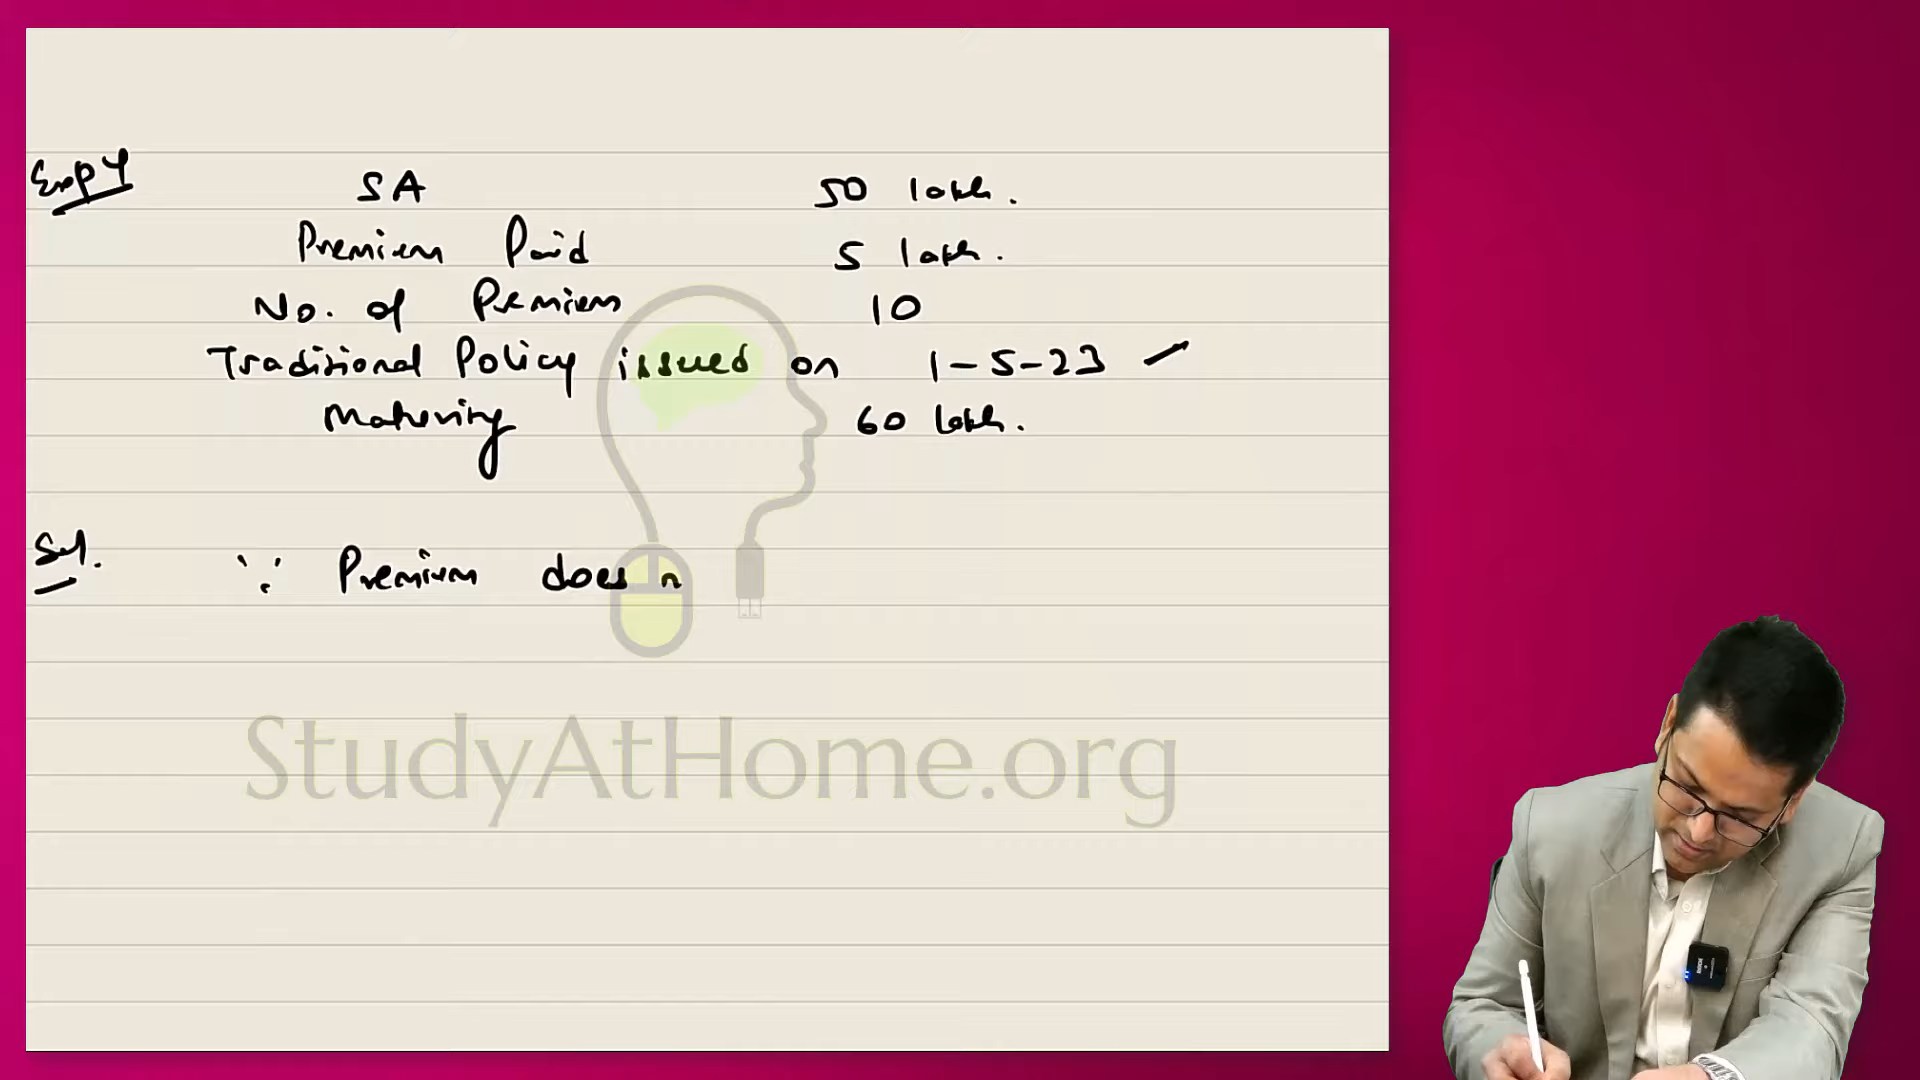 Exp 4
SA 50 lakh.
Premium Paid 5 lakh.
No. of Premium 10
Traditional Policy issued on 1-5-23
Maturing 60 lakh.
Sol. ∵ Premium does n
StudyAtHome.org